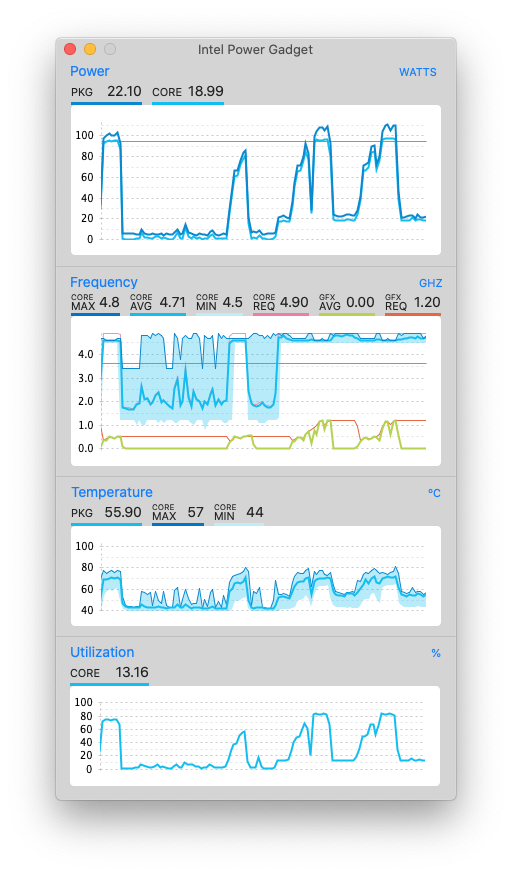 Intel Power Gadget
Power WATTS
PKG 22.10 CORE 18.99
100
80
60
40
20
0
Frequency GHZ
CORE MAX 4.8 CORE AVG 4.71 CORE MIN 4.5 CORE REQ 4.90 GFX AVG 0.00 GFX REQ 1.20
4.0
3.0
2.0
1.0
0.0
Temperature ºC
PKG 55.90 CORE MAX 57 CORE MIN 44
100
80
60
40
Utilization %
CORE 13.16
100
80
60
40
20
0